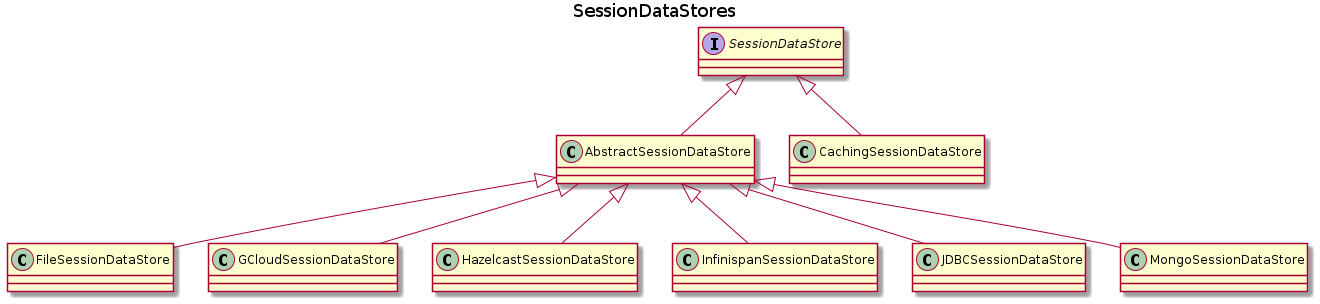 SessionDataStores
I SessionDataStore
C AbstractSessionDataStore
C CachingSessionDataStore
C FileSessionDataStore
C GCloudSessionDataStore
C HazelcastSessionDataStore
C InfinispanSessionDataStore
C JDBCSessionDataStore
C MongoSessionDataStore